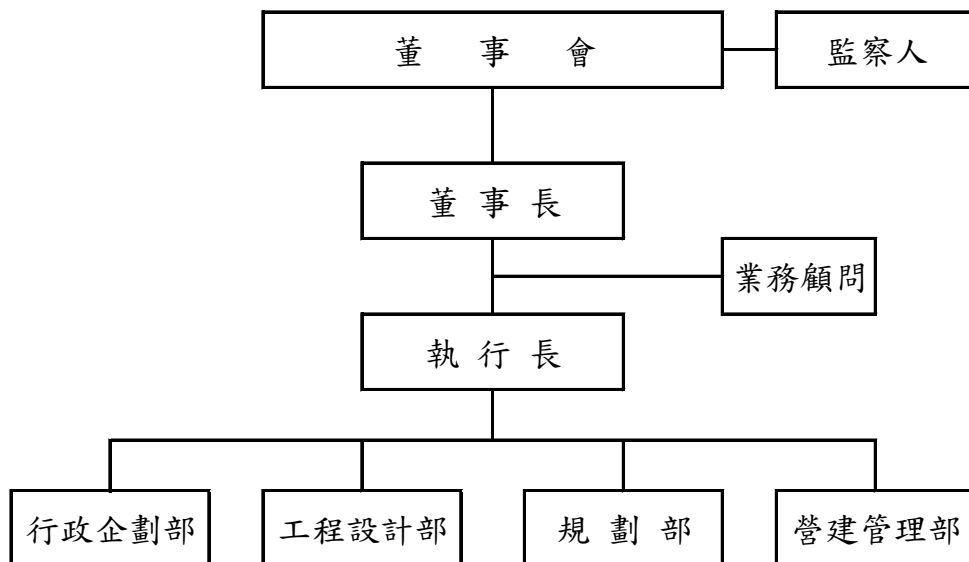 董事會
監察人
董事長
業務顧問
執行長
行政企劃部
工程設計部
規劃部
營建管理部